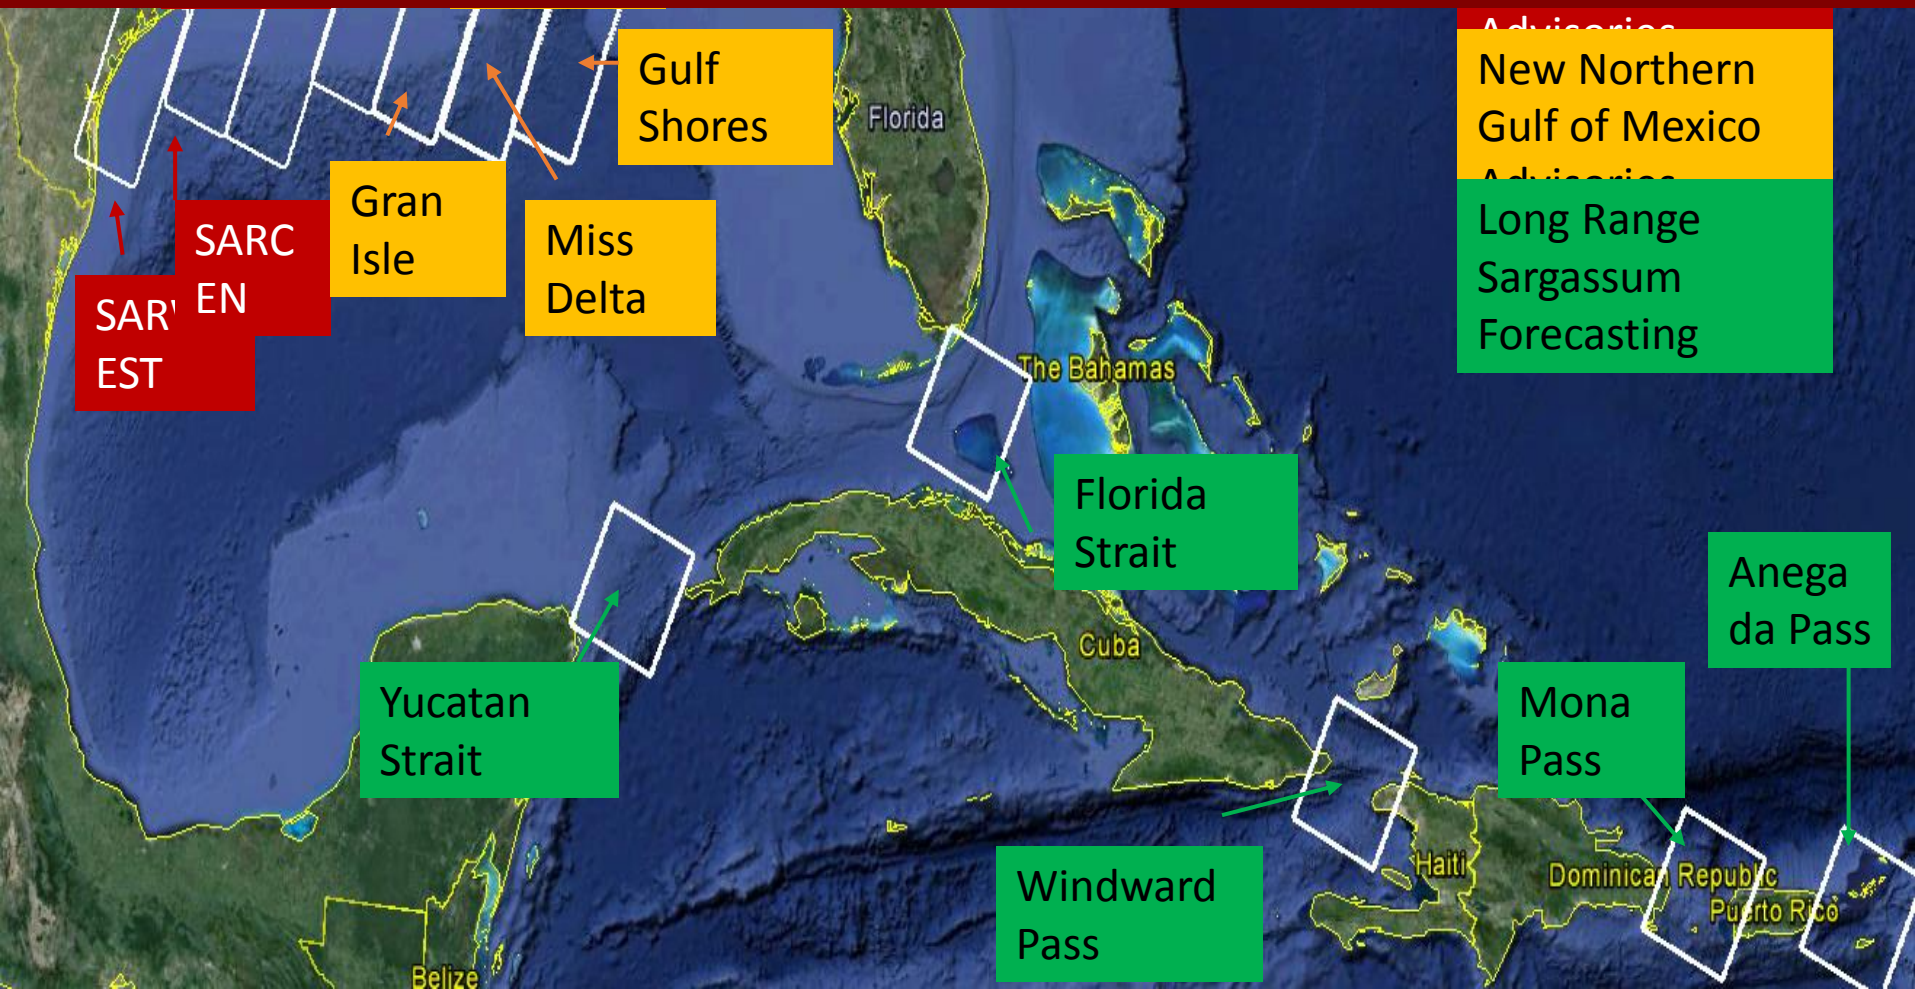 Advisories
New Northern
Gulf of Mexico
Advisories
Long Range
Sargassum
Forecasting
Gulf
Shores
Florida
Gran
Isle
SARC
EN
Miss
Delta
EST
The Bahamas
Florida
Strait
Anega
da Pass
Cuba
Yucatan
Strait
Mona
Pass
Windward
Pass
Haiti
Dominican Republic
Puerto Rico
Belize